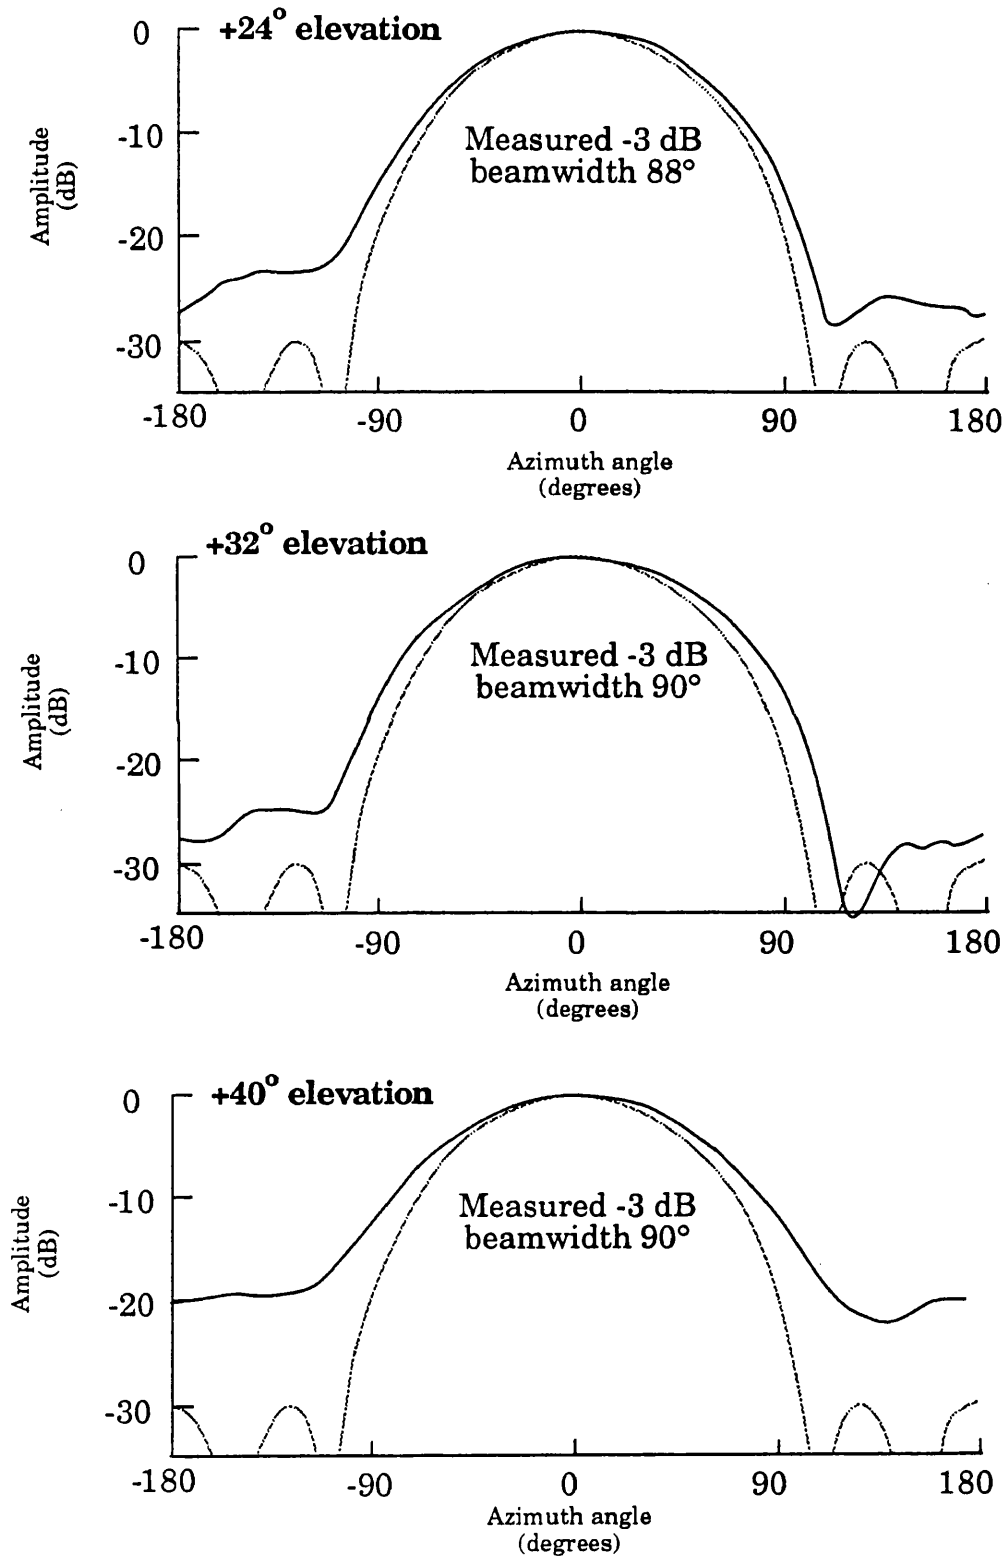 +24° elevation
0
-10
-20
-30
Amplitude
(dB)
Measured -3 dB
beamwidth 88°
-180 -90 0 90 180
Azimuth angle
(degrees)
+32° elevation
0
-10
-20
-30
Amplitude
(dB)
Measured -3 dB
beamwidth 90°
-180 -90 0 90 180
Azimuth angle
(degrees)
+40° elevation
0
-10
-20
-30
Amplitude
(dB)
Measured -3 dB
beamwidth 90°
-180 -90 0 90 180
Azimuth angle
(degrees)